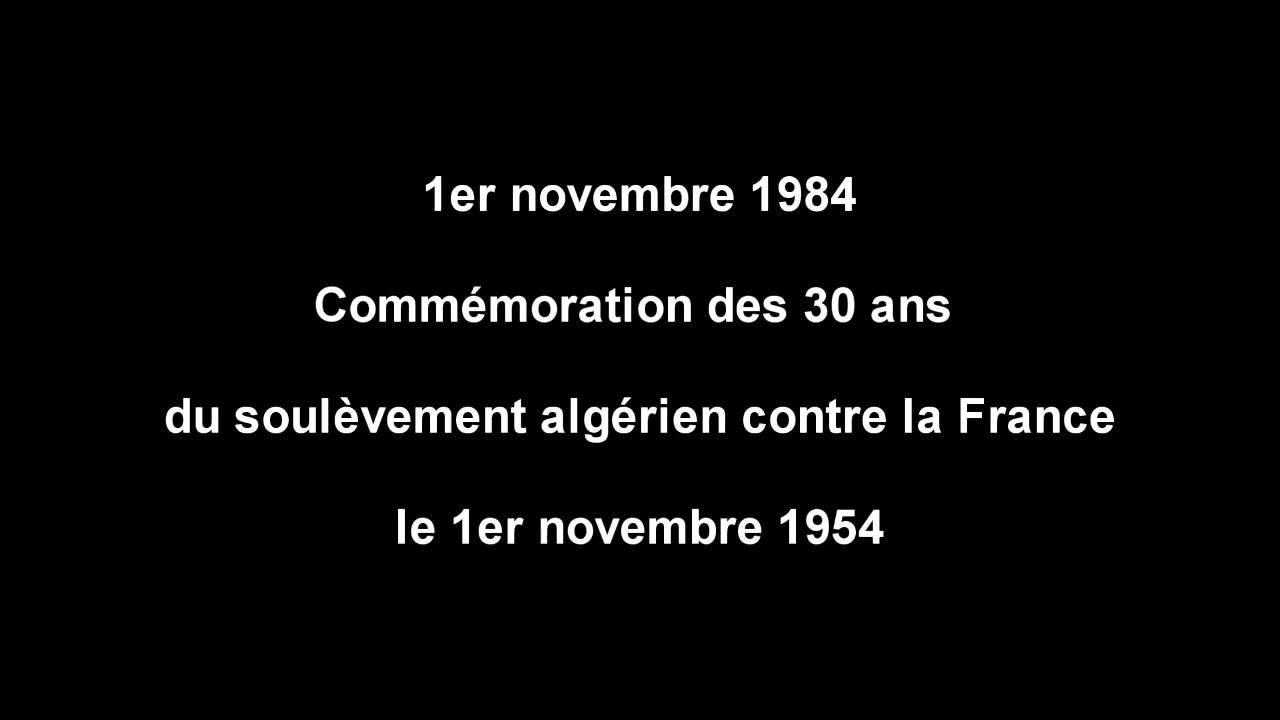 1er novembre 1984
Commémoration des 30 ans
du soulèvement algérien contre la France
le 1er novembre 1954